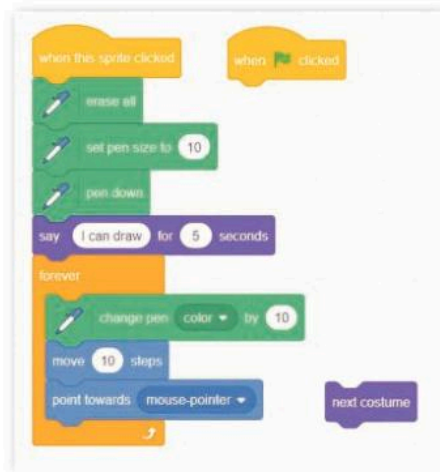 when this sprite clicked
when clicked
erase all
set pen size to 10
pen down
say I can draw for 5 seconds
forever
change pen color by 10
move 10 steps
point towards mouse-pointer
next costume